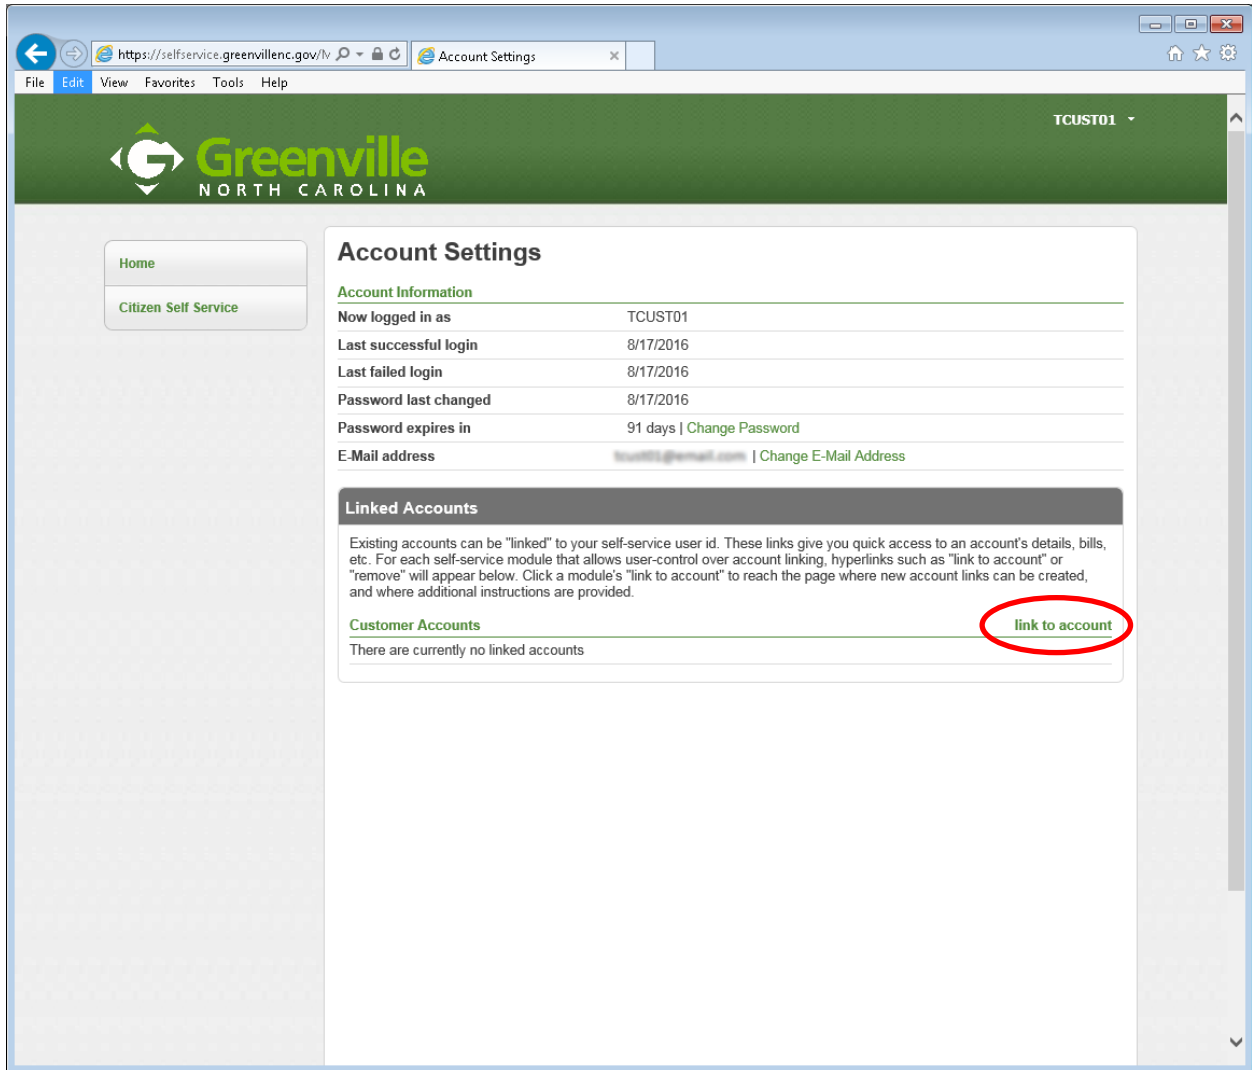 https://selfservice.greenvillenc.gov/
Account Settings
File Edit View Favorites Tools Help
TCUST01
Greenville
NORTH CAROLINA
Home
Citizen Self Service
Account Settings
Account Information
Now logged in as TCUST01
Last successful login 8/17/2016
Last failed login 8/17/2016
Password last changed 8/17/2016
Password expires in 91 days | Change Password
E-Mail address | Change E-Mail Address
Linked Accounts
Existing accounts can be "linked" to your self-service user id. These links give you quick access to an account's details, bills,
etc. For each self-service module that allows user-control over account linking, hyperlinks such as "link to account" or
"remove" will appear below. Click a module's "link to account" to reach the page where new account links can be created,
and where additional instructions are provided.
Customer Accounts link to account
There are currently no linked accounts